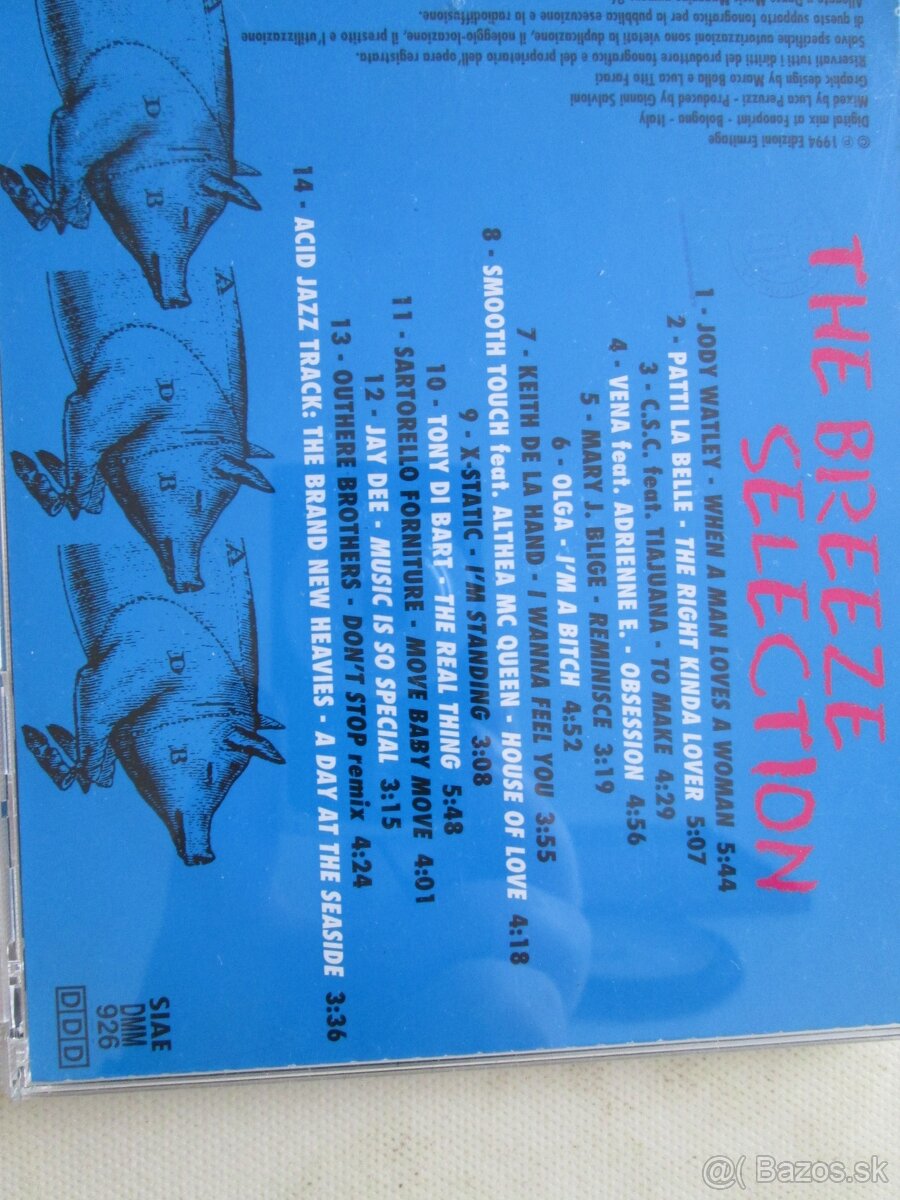 THE BREEZE
SELECTION
1 - JODY WATLEY - WHEN A MAN LOVES A WOMAN 5:44
2 - PATTI LA BELLE - THE RIGHT KINDA LOVER 5:07
3 - C.S.C. feat. TIAJUANA - TO MAKE 4:29
4 - VENA feat. ADRIENNE E. - OBSESSION 4:56
5 - MARY J. BLIGE - REMINISCE 3:19
6 - OLGA - I'M A BITCH 4:52
7 - KEITH DE LA HAND - I WANNA FEEL YOU 3:55
8 - SMOOTH TOUCH feat. ALTHEA MC QUEEN - HOUSE OF LOVE 4:18
9 - X-STATIC - I'M STANDING 3:08
10 - TONY DI BART - THE REAL THING 5:48
11 - SARTORELLO FORNITURE - MOVE BABY MOVE 4:01
12 - JAY DEE - MUSIC IS SO SPECIAL 3:15
13 - OUTHERE BROTHERS - DON'T STOP remix 4:24
14 - ACID JAZZ TRACK: THE BRAND NEW HEAVIES - A DAY AT THE SEASIDE 3:36
© ℗ 1994 Edizioni Ermitage
Digital mix at Fonoprint - Bologna - Italy
Mixed by Luca Peruzzi - Produced by Gianni Salvioni
Graphic design by Marco Bolla e Luca Tito Furaci
Riservati tutti i diritti del produttore fonografico e del proprietario dell'opera registrata.
Salvo specifiche autorizzazioni sono vietati la duplicazione, il noleggio-locazione, il prestito e l'utilizzazione
di questo supporto fonografico per la pubblica esecuzione e la radiodiffusione.
SIAE
DMM
926
DDD
A
D
B
A
D
B
D
B
@( Bazos.sk